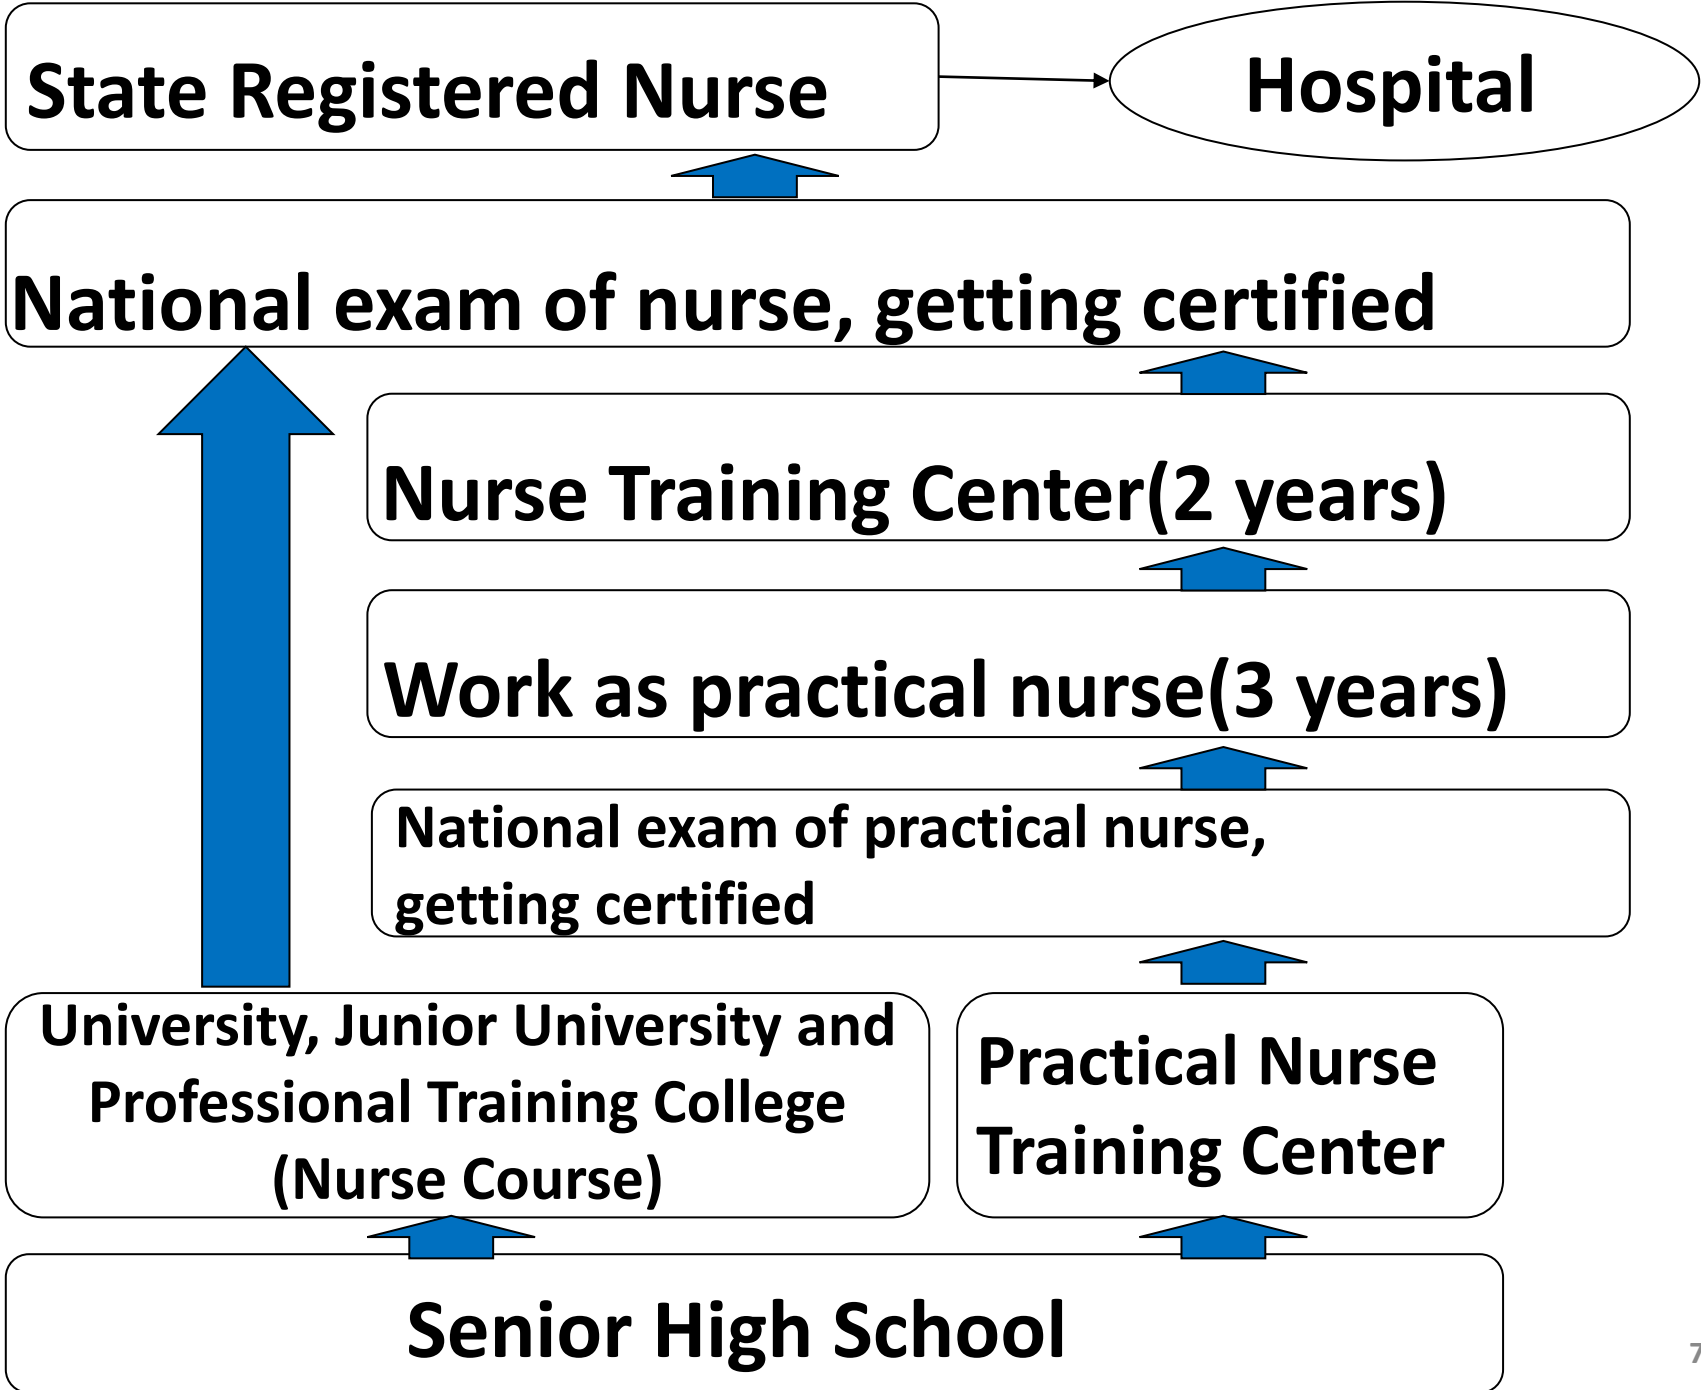 State Registered Nurse
Hospital
National exam of nurse, getting certified
Nurse Training Center(2 years)
Work as practical nurse(3 years)
National exam of practical nurse,
getting certified
University, Junior University and
Professional Training College
(Nurse Course)
Practical Nurse
Training Center
Senior High School
7